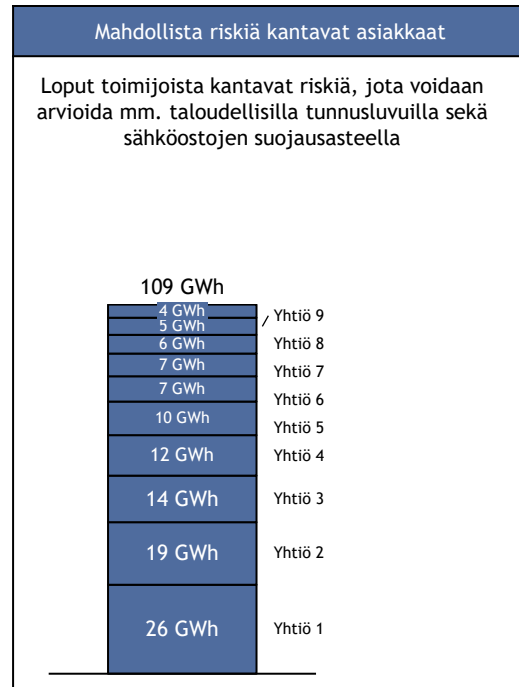 Mahdollista riskiä kantavat asiakkaat
Loput toimijoista kantavat riskiä, jota voidaan
arvioida mm. taloudellisilla tunnusluvuilla sekä
sähköostojen suojausasteella
109 GWh
4 GWh
5 GWh Yhtiö 9
6 GWh Yhtiö 8
7 GWh Yhtiö 7
7 GWh Yhtiö 6
10 GWh Yhtiö 5
12 GWh Yhtiö 4
14 GWh Yhtiö 3
19 GWh Yhtiö 2
26 GWh Yhtiö 1